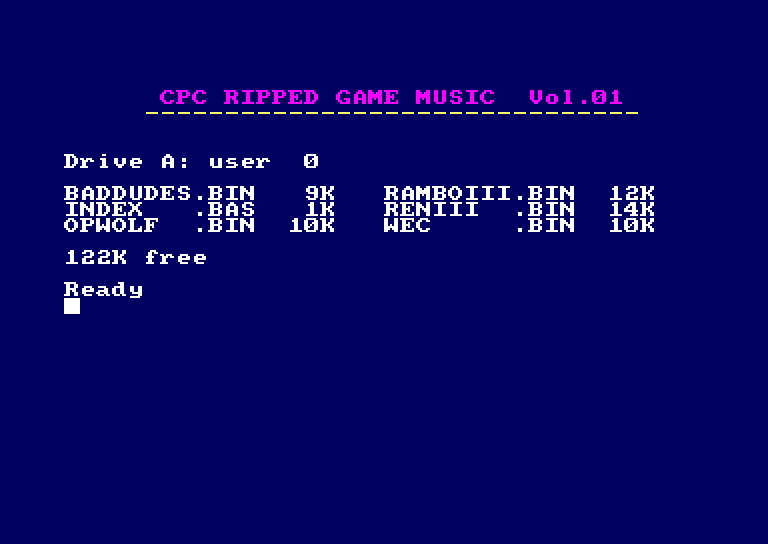 CPC RIPPED GAME MUSIC  Vol.01
-------------------------------
Drive A: user  0
BADDUDES.BIN   9K   RAMBOIII.BIN  12K
INDEX   .BAS   1K   RENIII  .BIN  14K
OPWOLF  .BIN  10K   WEC     .BIN  10K
122K free
Ready